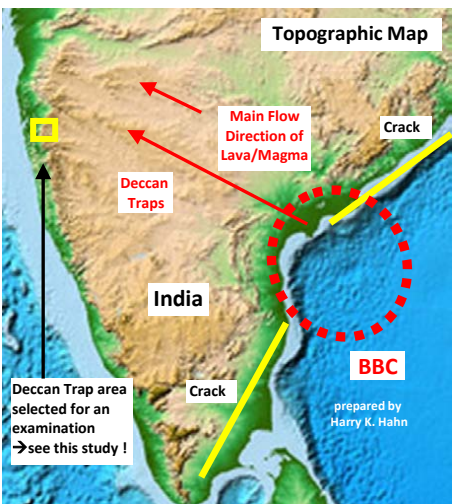 Topographic Map
Main Flow
Direction of
Lava/Magma
Crack
Deccan
Traps
India
BBC
Crack
prepared by
Harry K. Hahn
Deccan Trap area
selected for an
examination
→see this study !